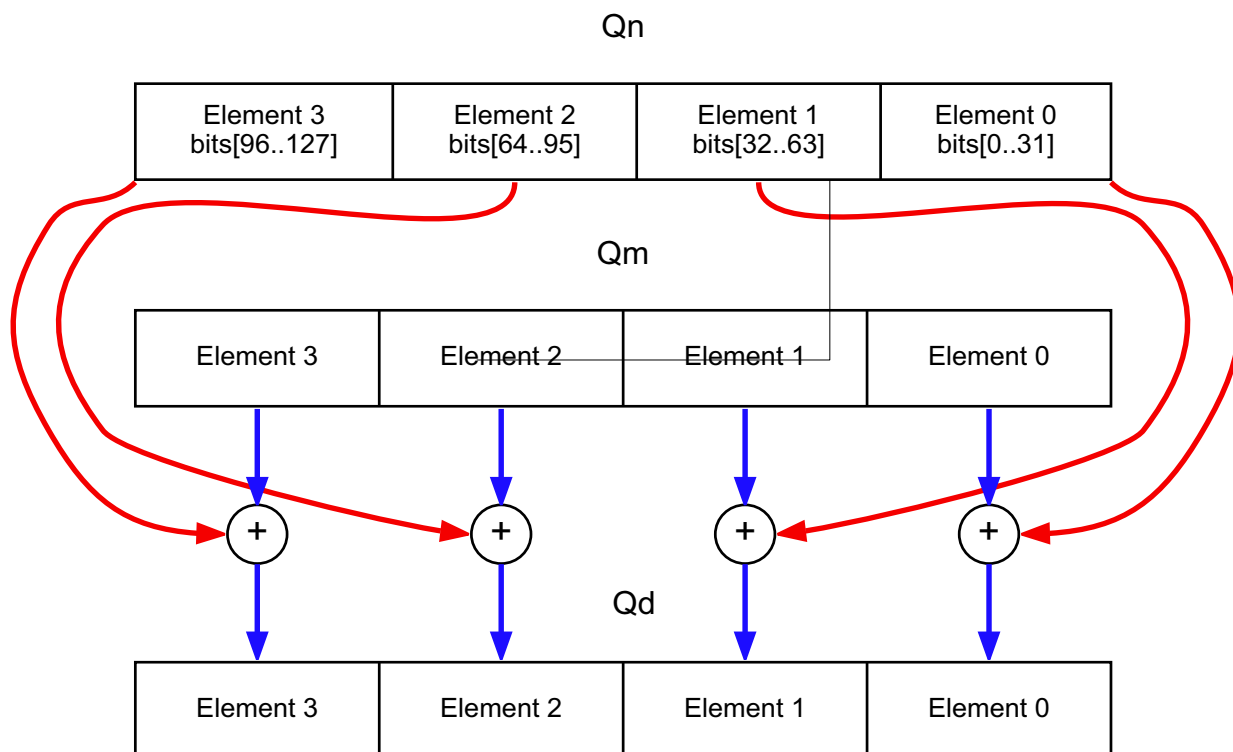 Qn
Element 3 Element 2 Element 1 Element 0
bits[96..127] bits[64..95] bits[32..63] bits[0..31]
Qm
Element 3 Element 2 Element 1 Element 0
+ + + +
Qd
Element 3 Element 2 Element 1 Element 0